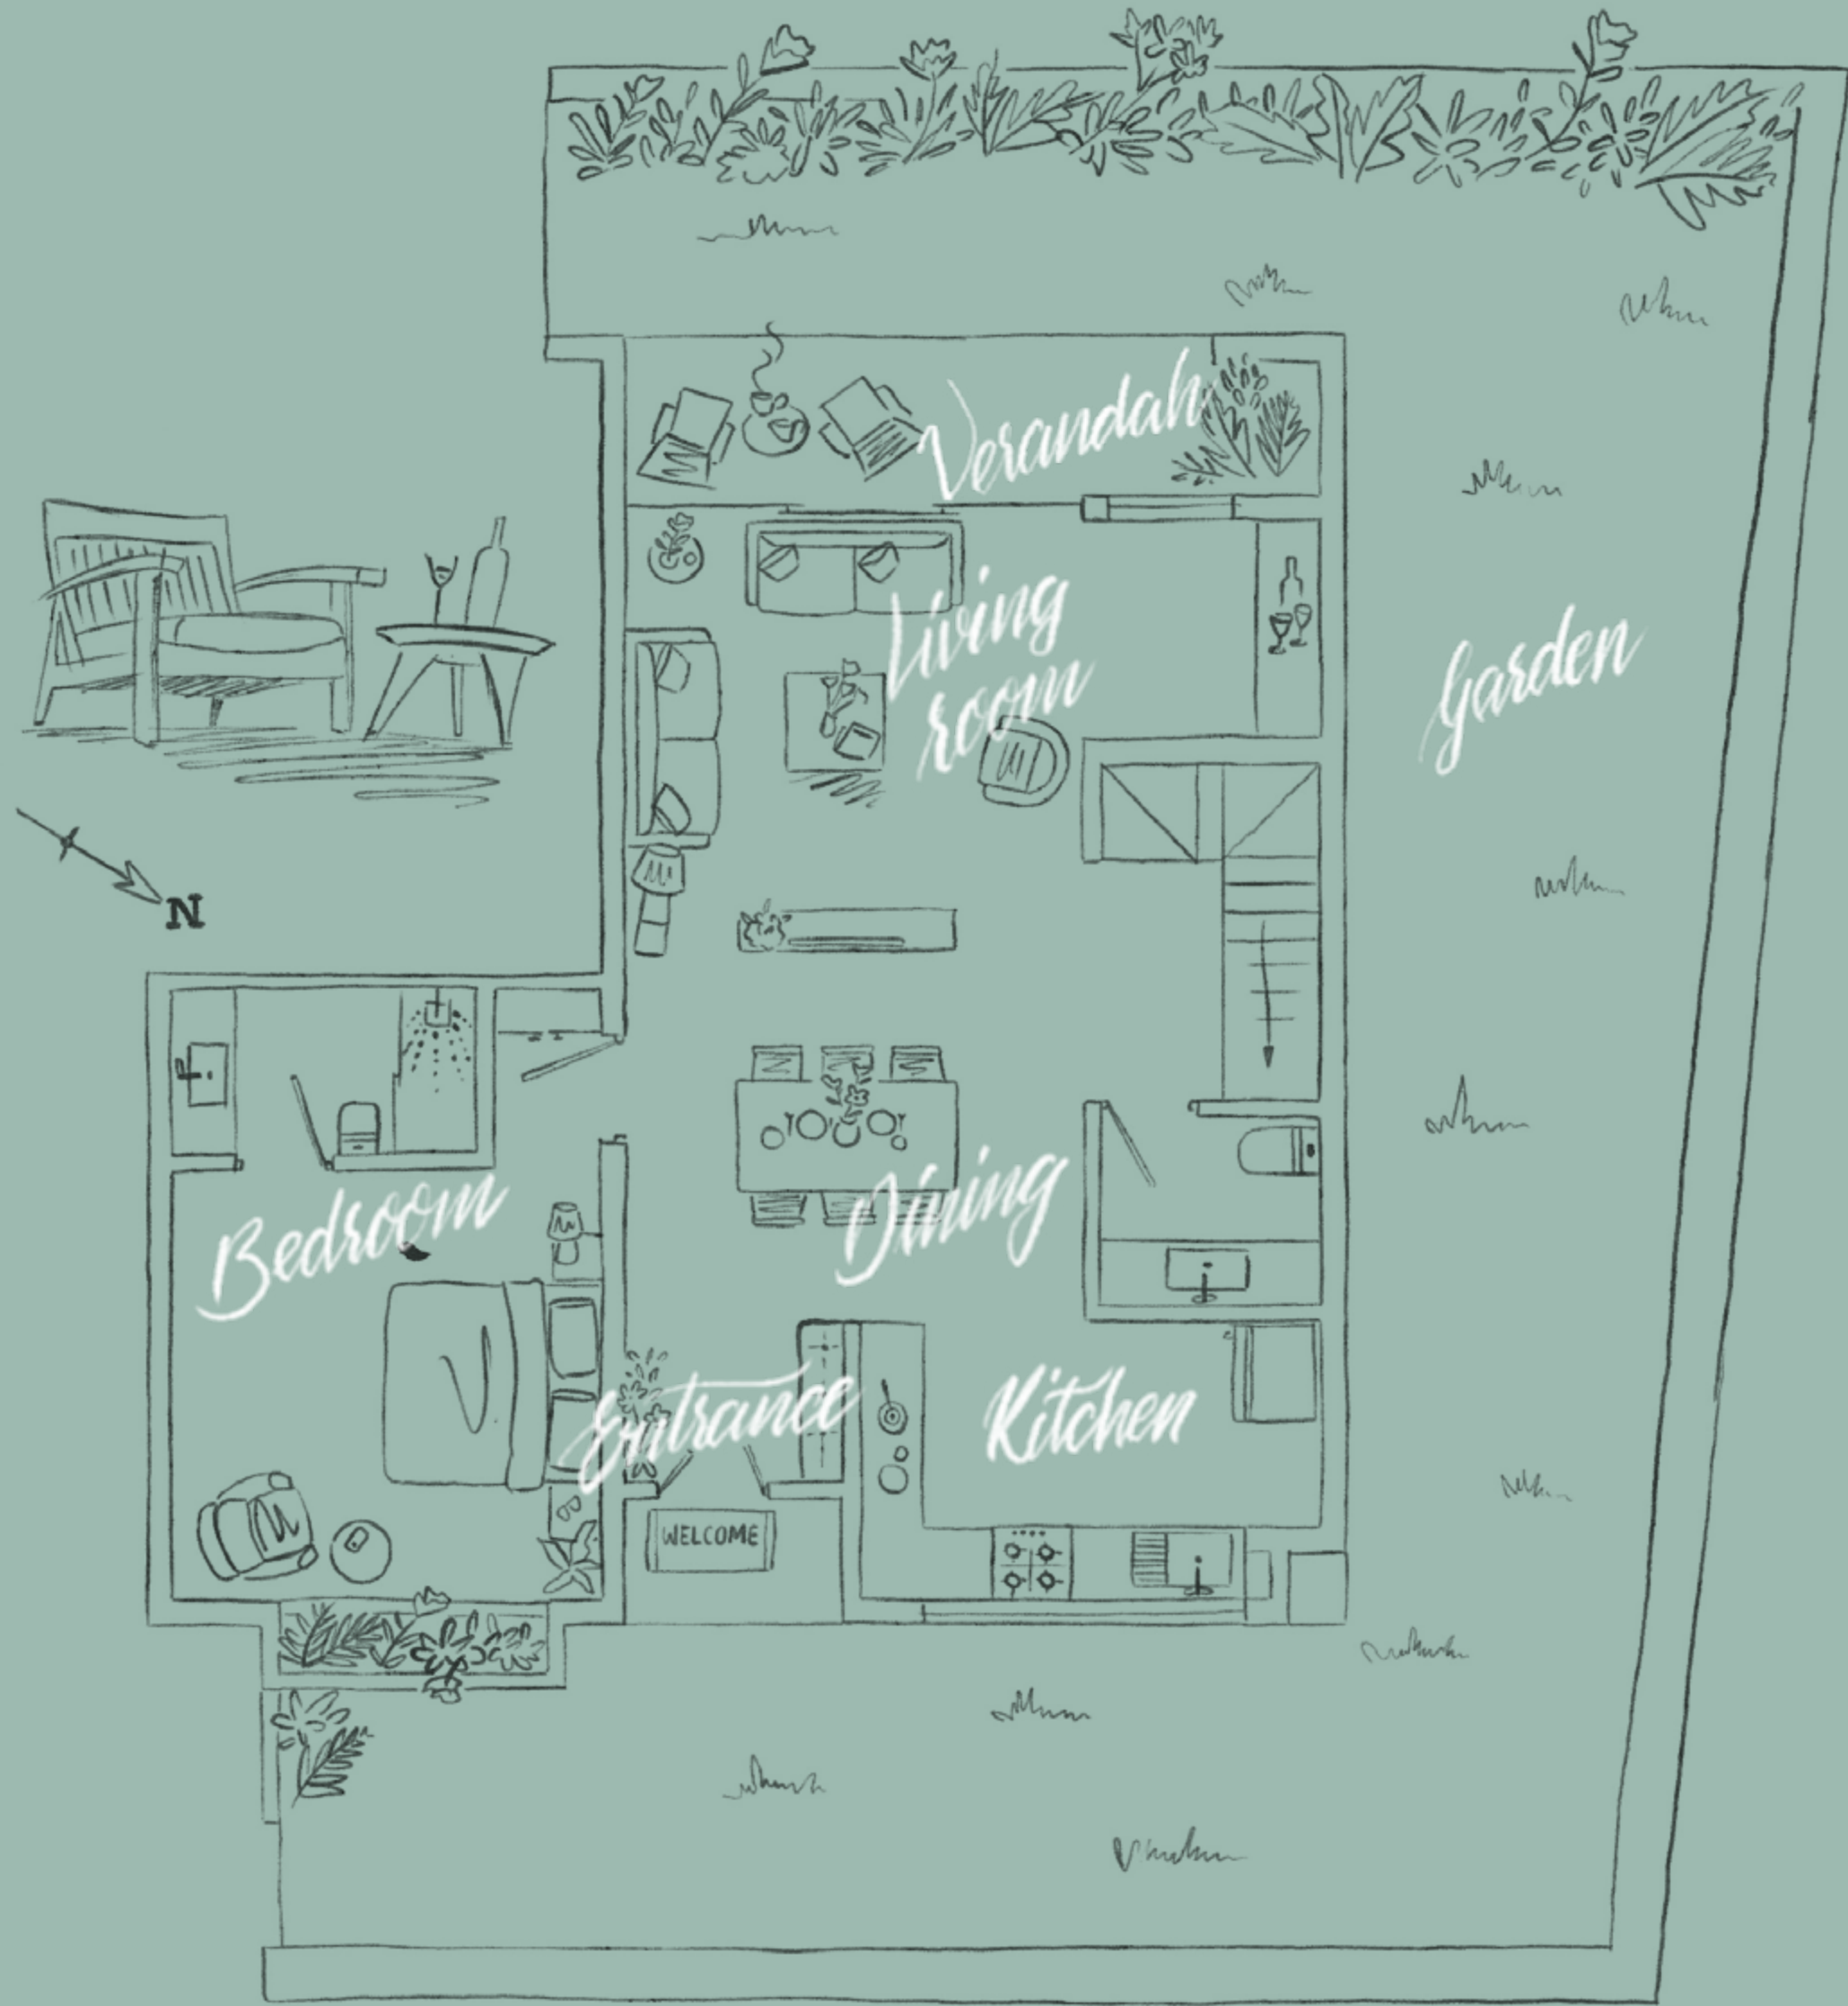 Verandah
Living
room
Garden
N
Bedroom
Dining
Entrance
Kitchen
WELCOME